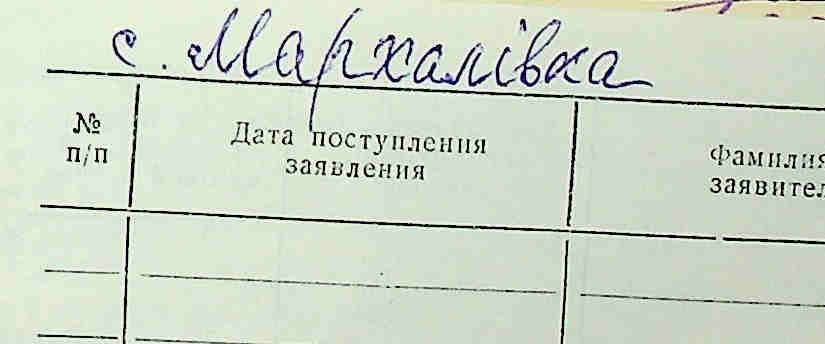 с. Мархалівка
№ п/п
Дата поступления заявления
Фамилия
заявител